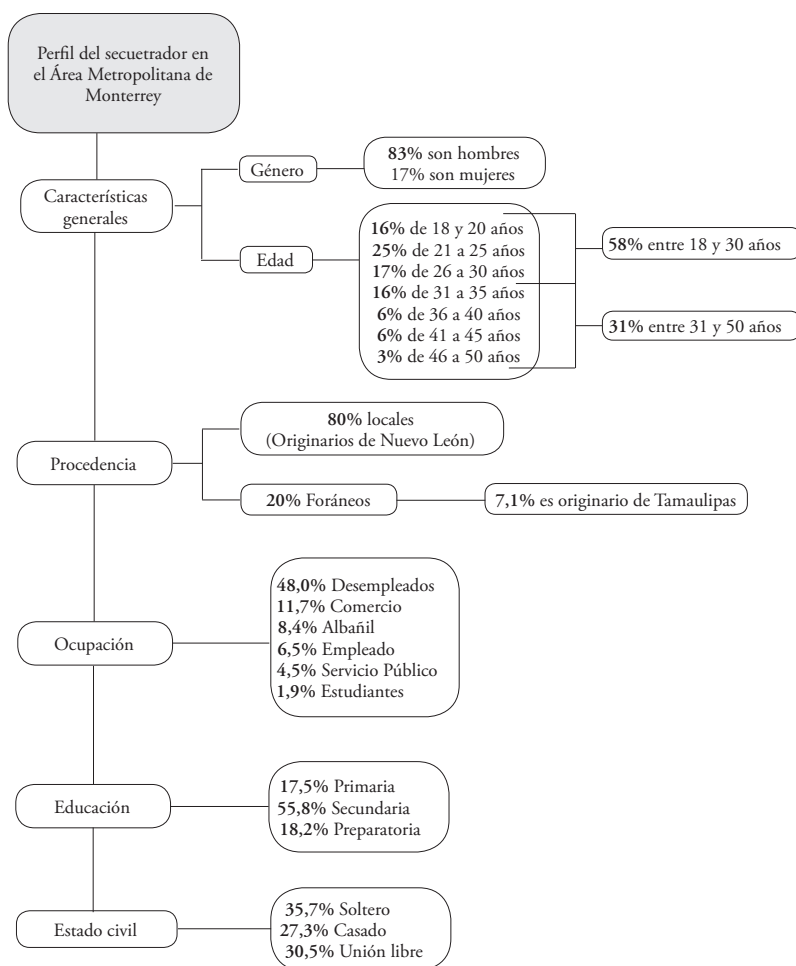 Perfil del secuetrador en
el Área Metropolitana de
Monterrey
Característícas
generales
Género
83% son hombres
17% son mujeres
Edad
16% de 18 y 20 años
25% de 21 a 25 años
17% de 26 a 30 años
16% de 31 a 35 años
6% de 36 a 40 años
6% de 41 a 45 años
3% de 46 a 50 años
58% entre 18 y 30 años
31% entre 31 y 50 años
Procedencia
80% locales
(Originarios de Nuevo León)
20% Foráneos
7,1% es originario de Tamaulipas
Ocupación
48,0% Desempleados
11,7% Comercio
8,4% Albañil
6,5% Empleado
4,5% Servicio Público
1,9% Estudiantes
Educación
17,5% Primaria
55,8% Secundaria
18,2% Preparatoria
Estado civil
35,7% Soltero
27,3% Casado
30,5% Unión libre